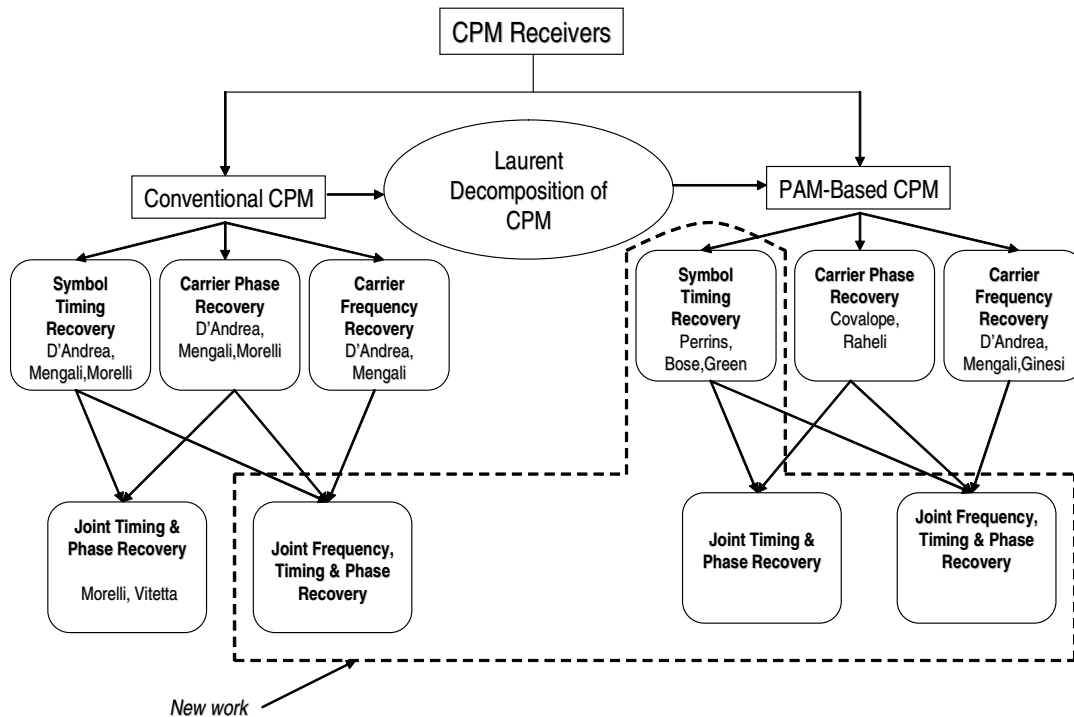 CPM Receivers
Laurent
Decomposition of
CPM
Conventional CPM
PAM-Based CPM
Symbol
Timing
Recovery
D'Andrea,
Mengali,Morelli
Carrier Phase
Recovery
D'Andrea,
Mengali,Morelli
Carrier
Frequency
Recovery
D'Andrea,
Mengali
Symbol
Timing
Recovery
Perrins,
Bose,Green
Carrier Phase
Recovery
Covalope,
Raheli
Carrier
Frequency
Recovery
D'Andrea,
Mengali,Ginesi
Joint Timing &
Phase Recovery
Morelli, Vitetta
Joint Frequency,
Timing & Phase
Recovery
Joint Timing &
Phase Recovery
Joint Frequency,
Timing & Phase
Recovery
New work